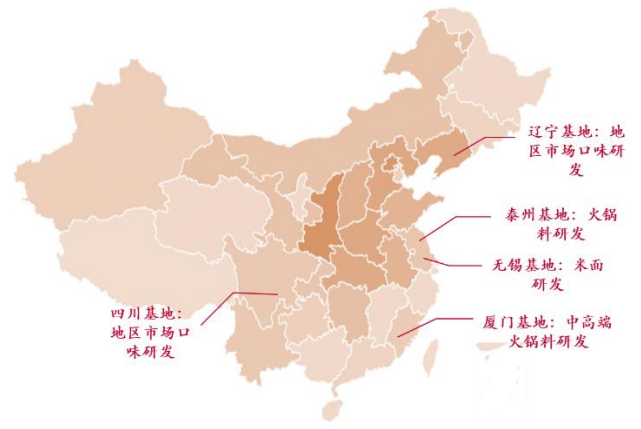 辽宁基地：地
区市场口味研
发
泰州基地：火锅
料研发
无锡基地：米面
研发
四川基地：
地区市场口
味研发
厦门基地：中高端
火锅料研发